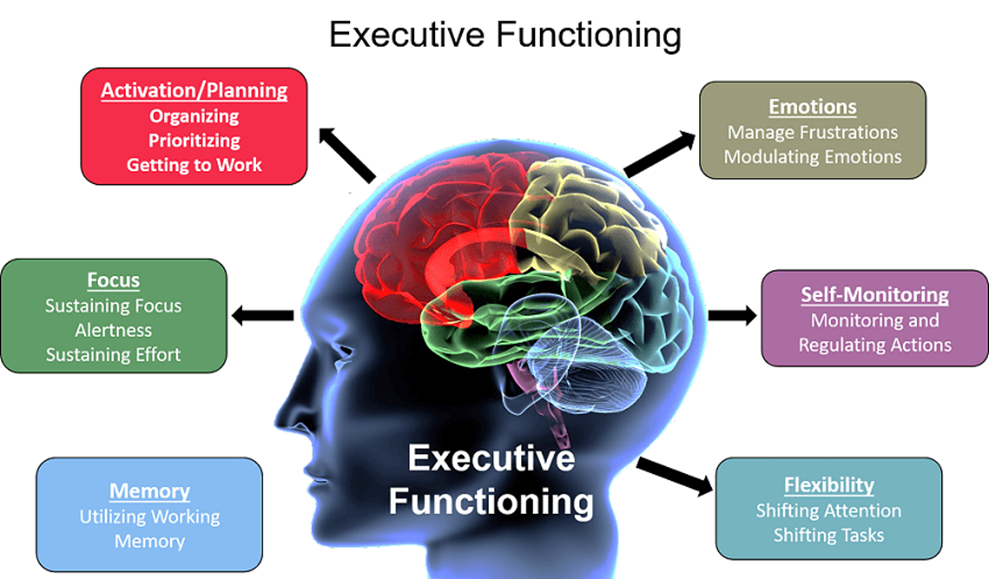 Executive Functioning
Activation/Planning
Organizing
Prioritizing
Getting to Work
Emotions
Manage Frustrations
Modulating Emotions
Focus
Sustaining Focus
Alertness
Sustaining Effort
Self-Monitoring
Monitoring and
Regulating Actions
Executive
Functioning
Memory
Utilizing Working
Memory
Flexibility
Shifting Attention
Shifting Tasks